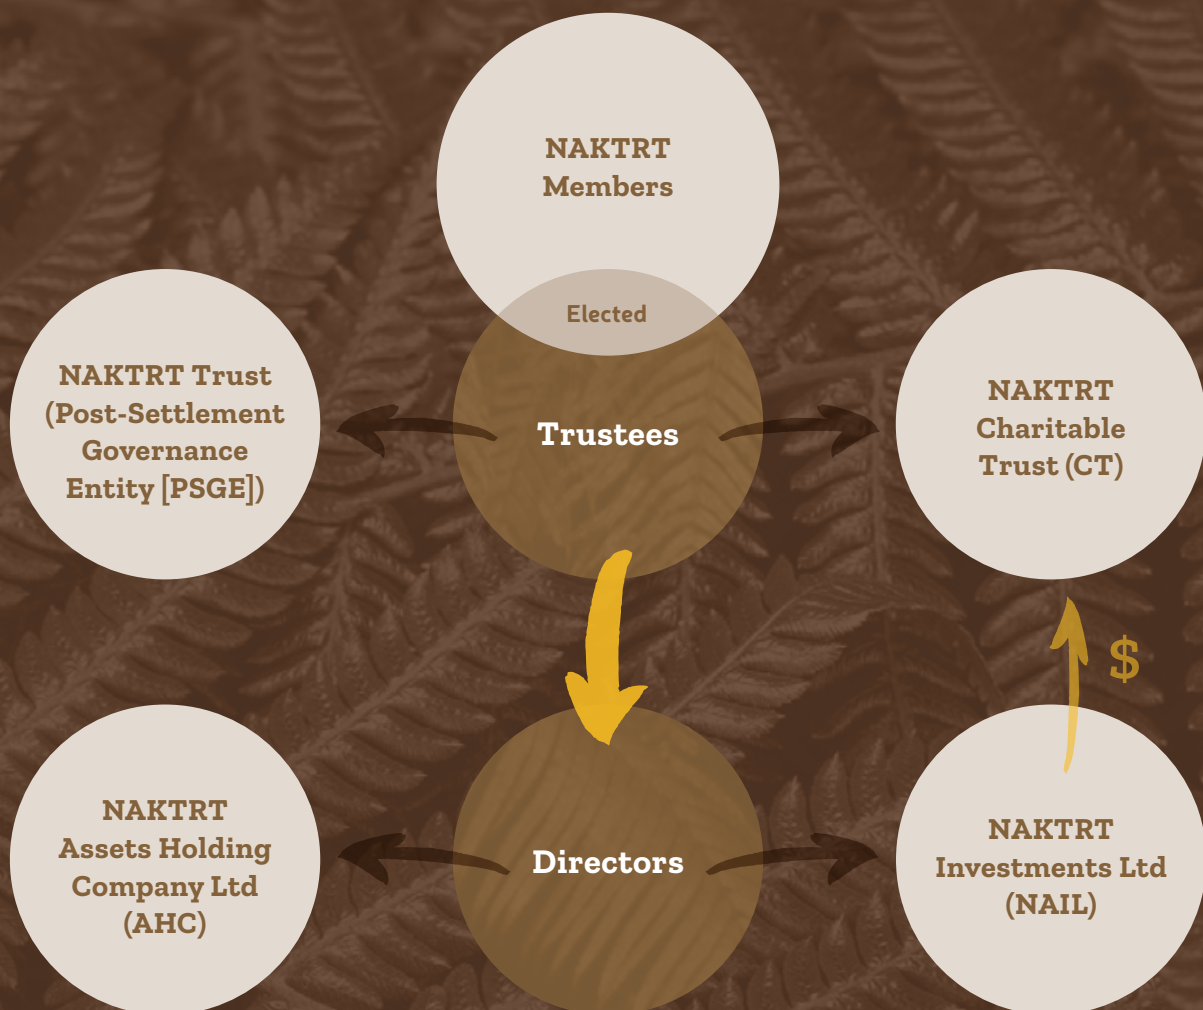 NAKTRT
Members
Elected
NAKTRT Trust
(Post-Settlement
Governance
Entity [PSGE])
Trustees
NAKTRT
Charitable
Trust (CT)
$
NAKTRT
Assets Holding
Company Ltd
(AHC)
Directors
NAKTRT
Investments Ltd
(NAIL)